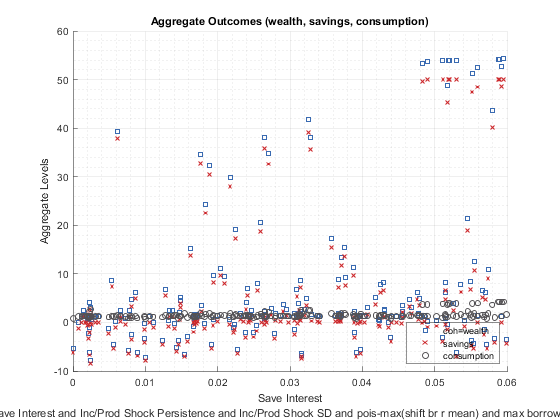 Aggregate Outcomes (wealth, savings, consumption)
60
50
40
30
20
10
0
-10
Aggregate Levels
coh=wealth
savings
consumption
0
0.01
0.02
0.03
0.04
0.05
0.06
Save Interest
ave Interest and Inc/Prod Shock Persistence and Inc/Prod Shock SD and pois-max(shift br r mean) and max borrow